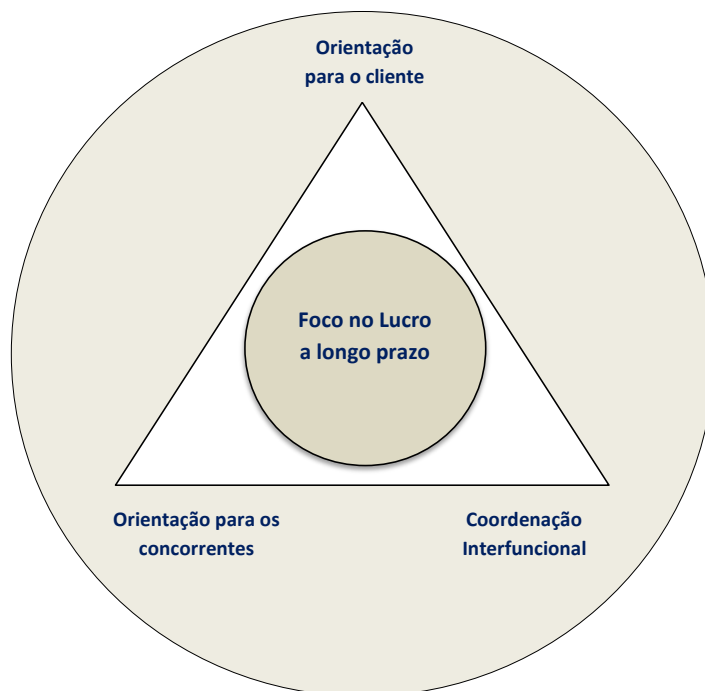 Orientação
para o cliente
Foco no Lucro
a longo prazo
Orientação para os
concorrentes
Coordenação
Interfuncional